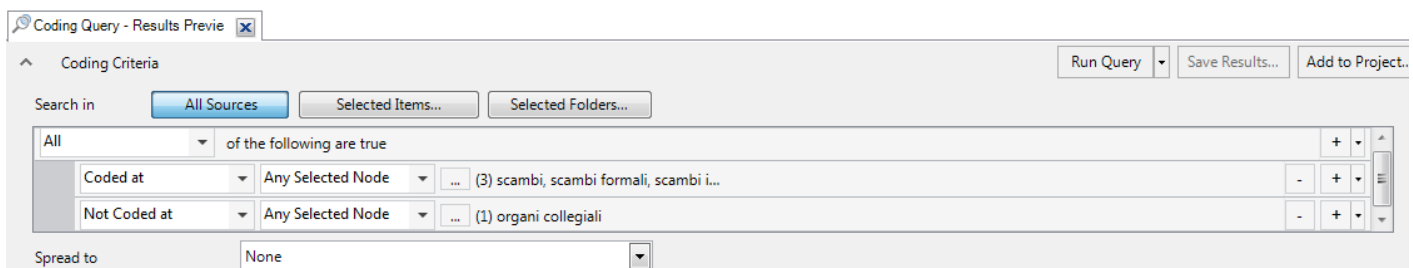 Coding Query - Results Previe
Coding Criteria Run Query Save Results... Add to Project..
Search in All Sources Selected Items... Selected Folders...
All of the following are true +
Coded at Any Selected Node ... (3) scambi, scambi formali, scambi i... - +
Not Coded at Any Selected Node ... (1) organi collegiali - +
Spread to None